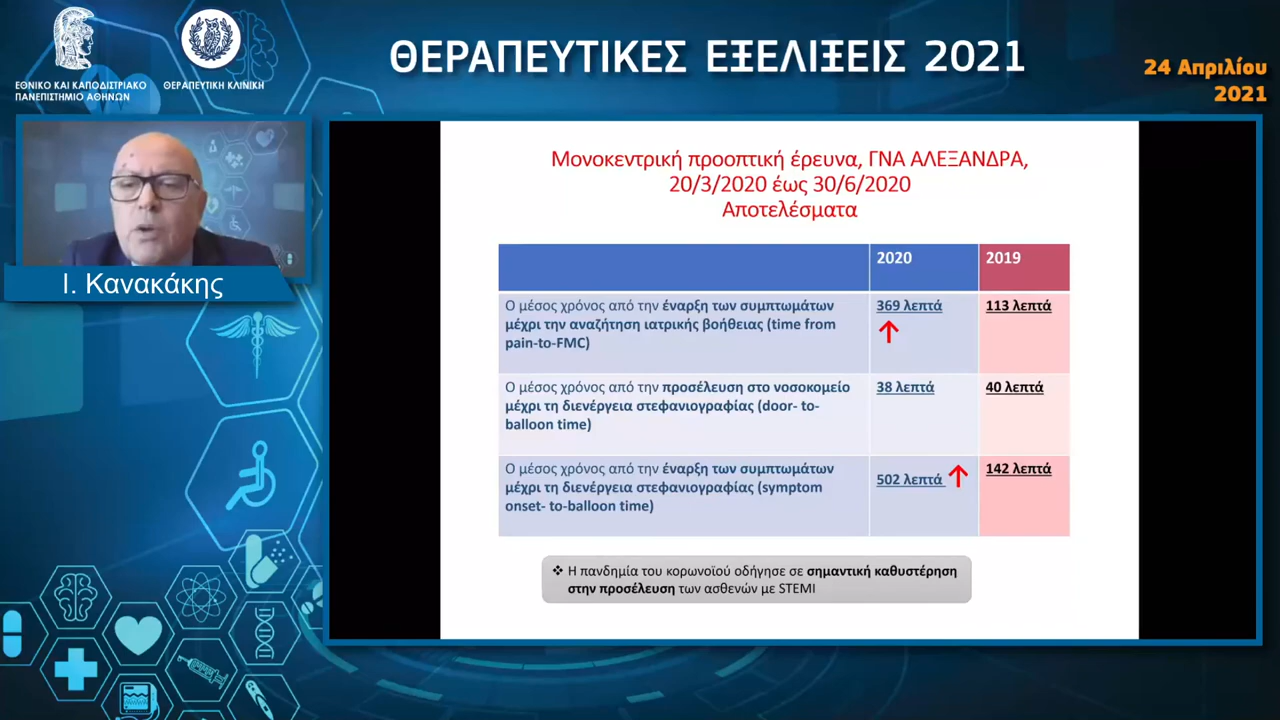 ΕΘΝΙΚΟ ΚΑΙ ΚΑΠΟΔΙΣΤΡΙΑΚΟ
ΠΑΝΕΠΙΣΤΗΜΙΟ ΑΘΗΝΩΝ
ΘΕΡΑΠΕΥΤΙΚΗ ΚΛΙΝΙΚΗ
ΘΕΡΑΠΕΥΤΙΚΕΣ ΕΞΕΛΙΞΕΙΣ 2021
24 Απριλίου
2021
Ι. Κανακάκης
Μονοκεντρική προοπτική έρευνα, ΓΝΑ ΑΛΕΞΑΝΔΡΑ,
20/3/2020 έως 30/6/2020
Αποτελέσματα
2020 2019
Ο μέσος χρόνος από την έναρξη των συμπτωμάτων
μέχρι την αναζήτηση ιατρικής βοήθειας (time from
pain-to-FMC)
369 λεπτά ↑
113 λεπτά
Ο μέσος χρόνος από την προσέλευση στο νοσοκομείο
μέχρι τη διενέργεια στεφανιογραφίας (door- to-
balloon time)
38 λεπτά
40 λεπτά
Ο μέσος χρόνος από την έναρξη των συμπτωμάτων
μέχρι τη διενέργεια στεφανιογραφίας (symptom
onset- to-balloon time)
502 λεπτά ↑
142 λεπτά
❖ Η πανδημία του κορωνοϊού οδήγησε σε σημαντική καθυστέρηση
στην προσέλευση των ασθενών με STEMI